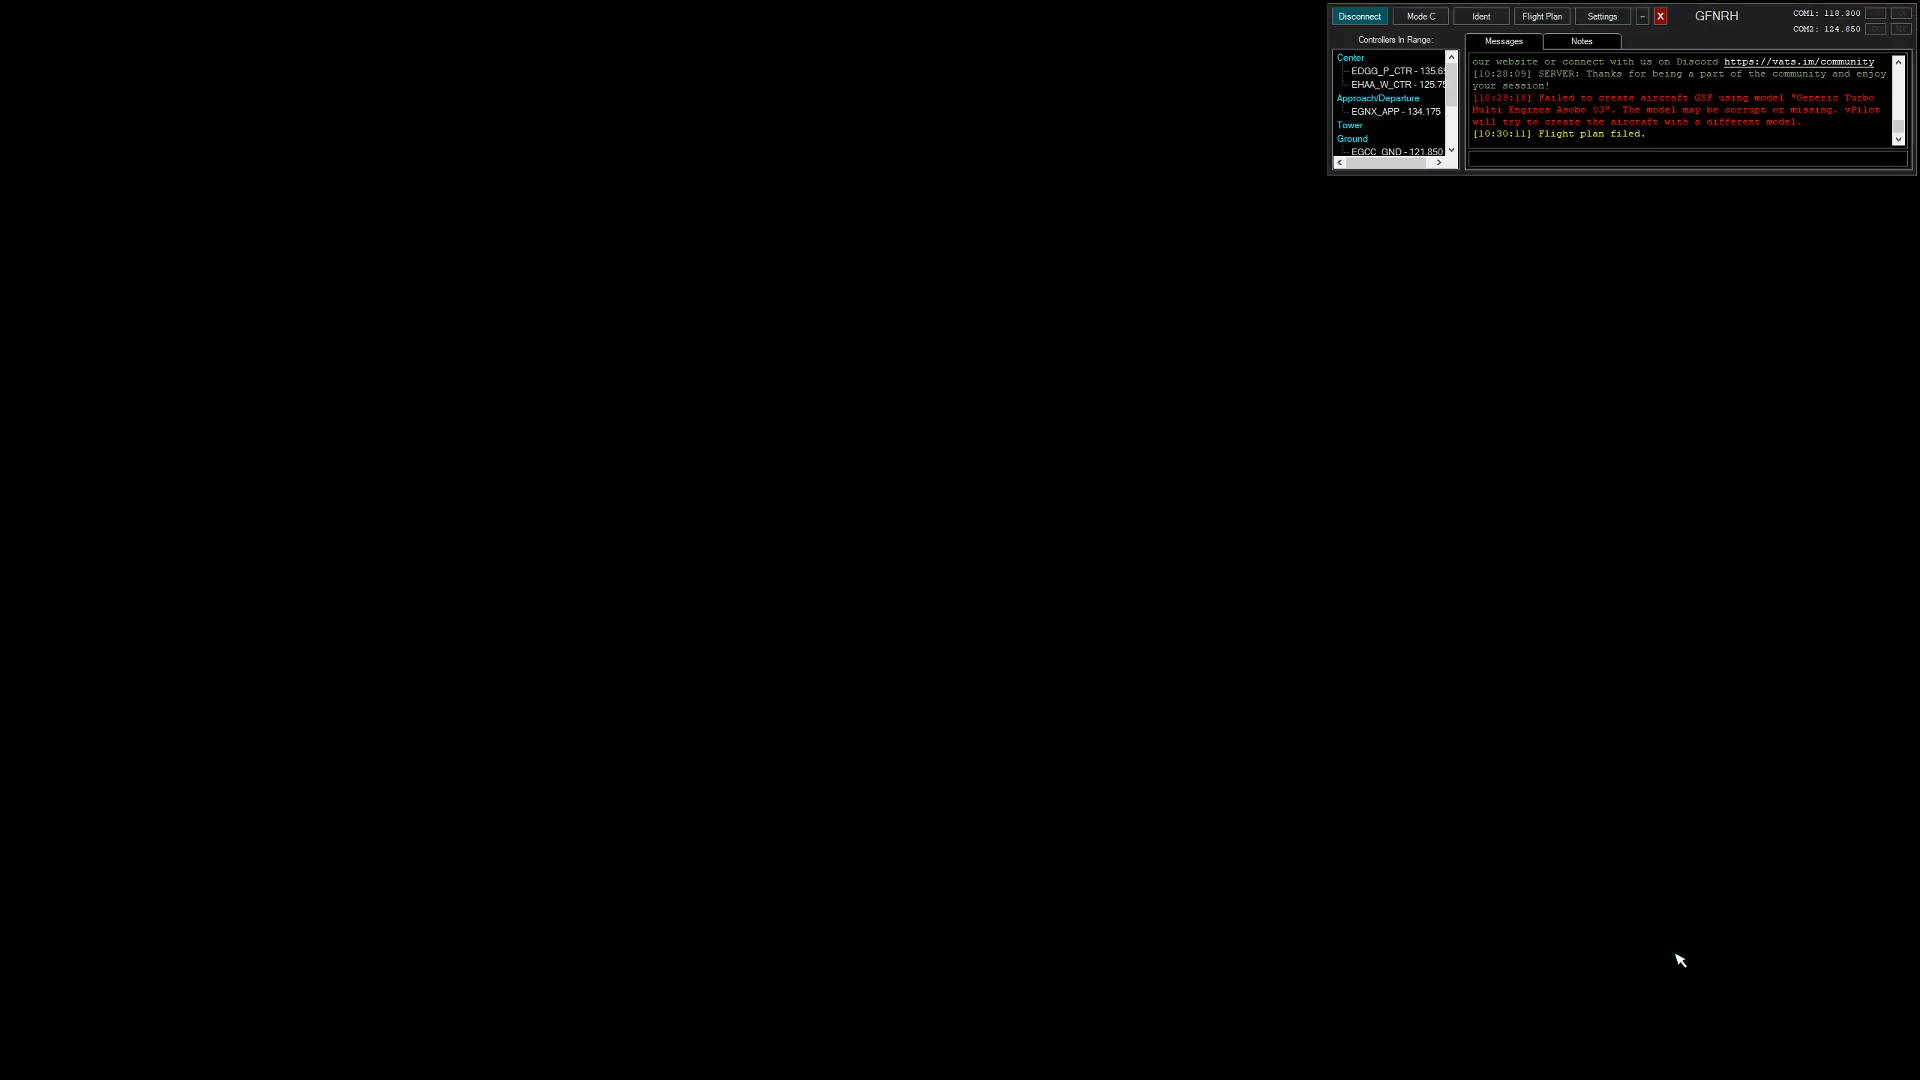 Disconnect Mode C Ident Flight Plan Settings – X GFNRH COM1: 118.300
COM2: 124.850
Controllers In Range:
Center
EDGG_P_CTR - 135.65
EHAA_W_CTR - 125.75
Approach/Departure
EGNX_APP - 134.175
Tower
Ground
EGCC_GND - 121.850
Messages Notes
our website or connect with us on Discord https://vats.im/community
[10:28:09] SERVER: Thanks for being a part of the community and enjoy
your session!
[10:28:18] Failed to create aircraft GSF using model "Generic Turbo
Multi Engines Asobo 03". The model may be corrupt or missing. vPilot
will try to create the aircraft with a different model.
[10:30:11] Flight plan filed.